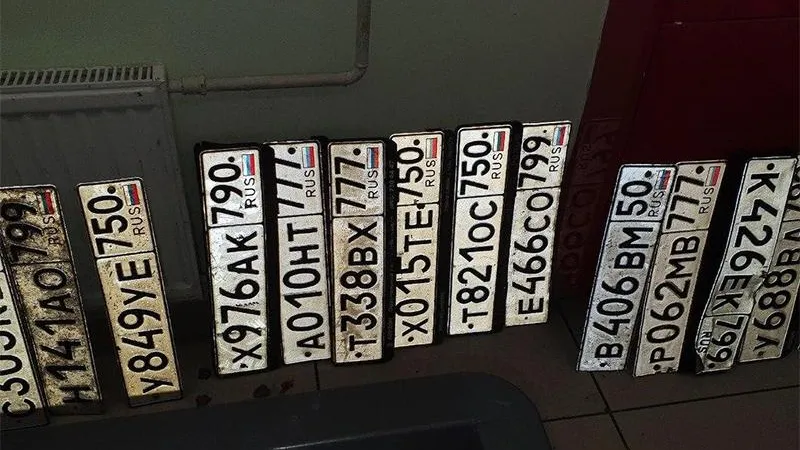 Н141АО 799 RUS
У849УЕ 750 RUS
Х976АК 790 RUS
А010НТ 777 RUS
Т338ВХ 777 RUS
Х015ТЕ 750 RUS
Т821ОС 750 RUS
Е466СО 799 RUS
В406ВМ 50 RUS
Р062МВ 777 RUS
К426ЕК 799 RUS